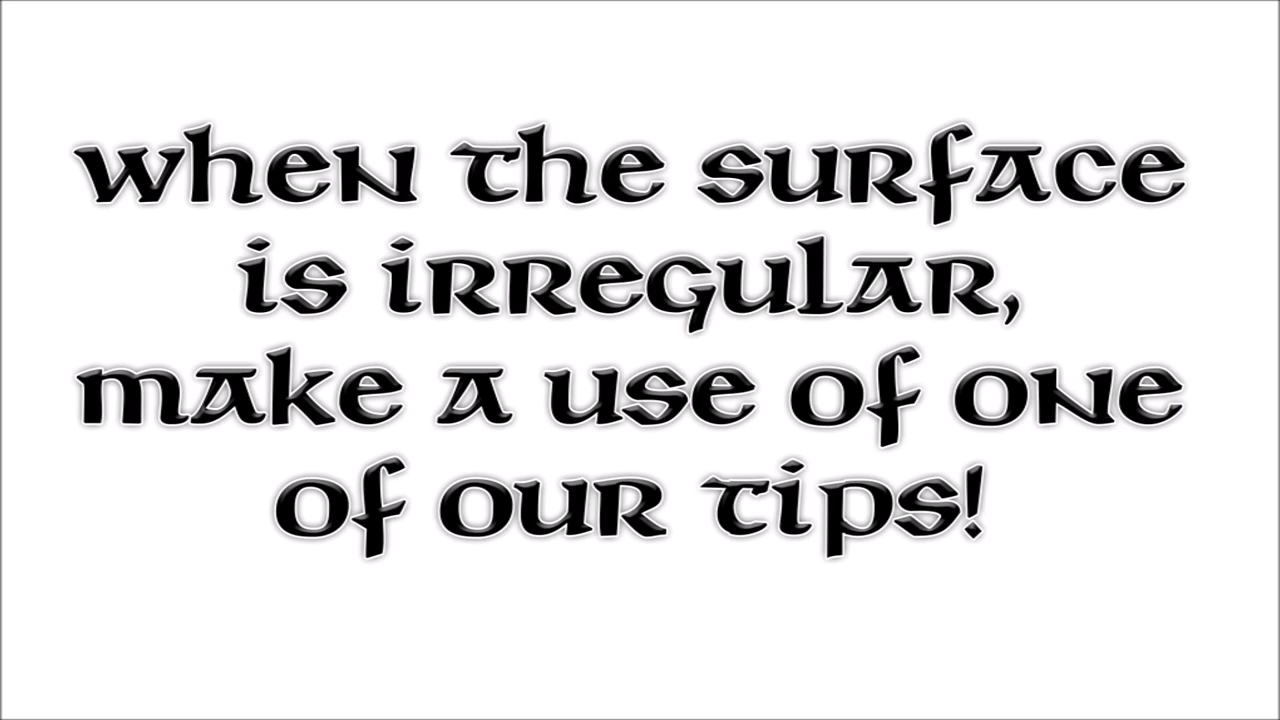 when the surface
is irregular,
make a use of one
of our tips!